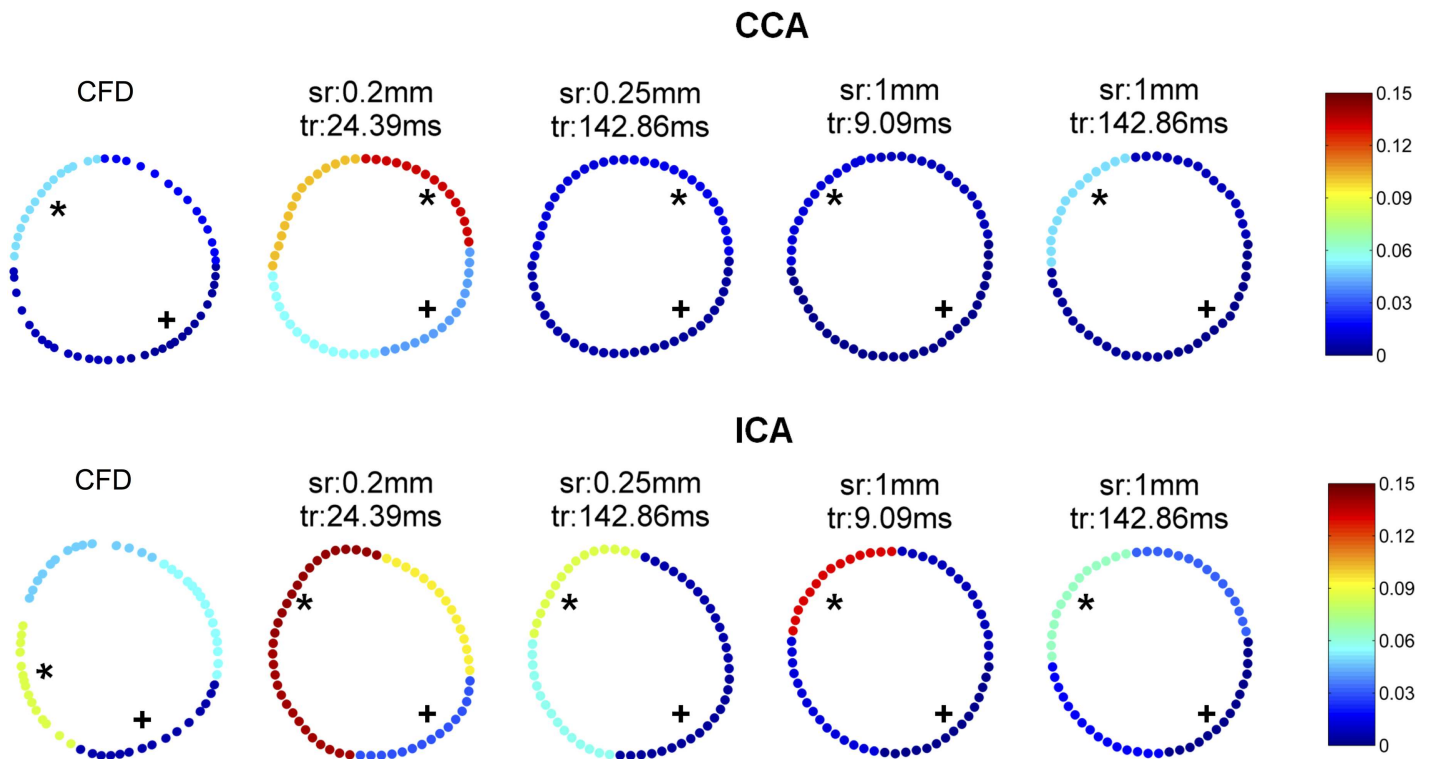 CCA
CFD
sr:0.2mm
tr:24.39ms
sr:0.25mm
tr:142.86ms
sr:1mm
tr:9.09ms
sr:1mm
tr:142.86ms
0.15
0.12
0.09
0.06
0.03
0
*
+
*
+
*
+
*
+
*
+
ICA
CFD
sr:0.2mm
tr:24.39ms
sr:0.25mm
tr:142.86ms
sr:1mm
tr:9.09ms
sr:1mm
tr:142.86ms
0.15
0.12
0.09
0.06
0.03
0
*
+
*
+
*
+
*
+
*
+